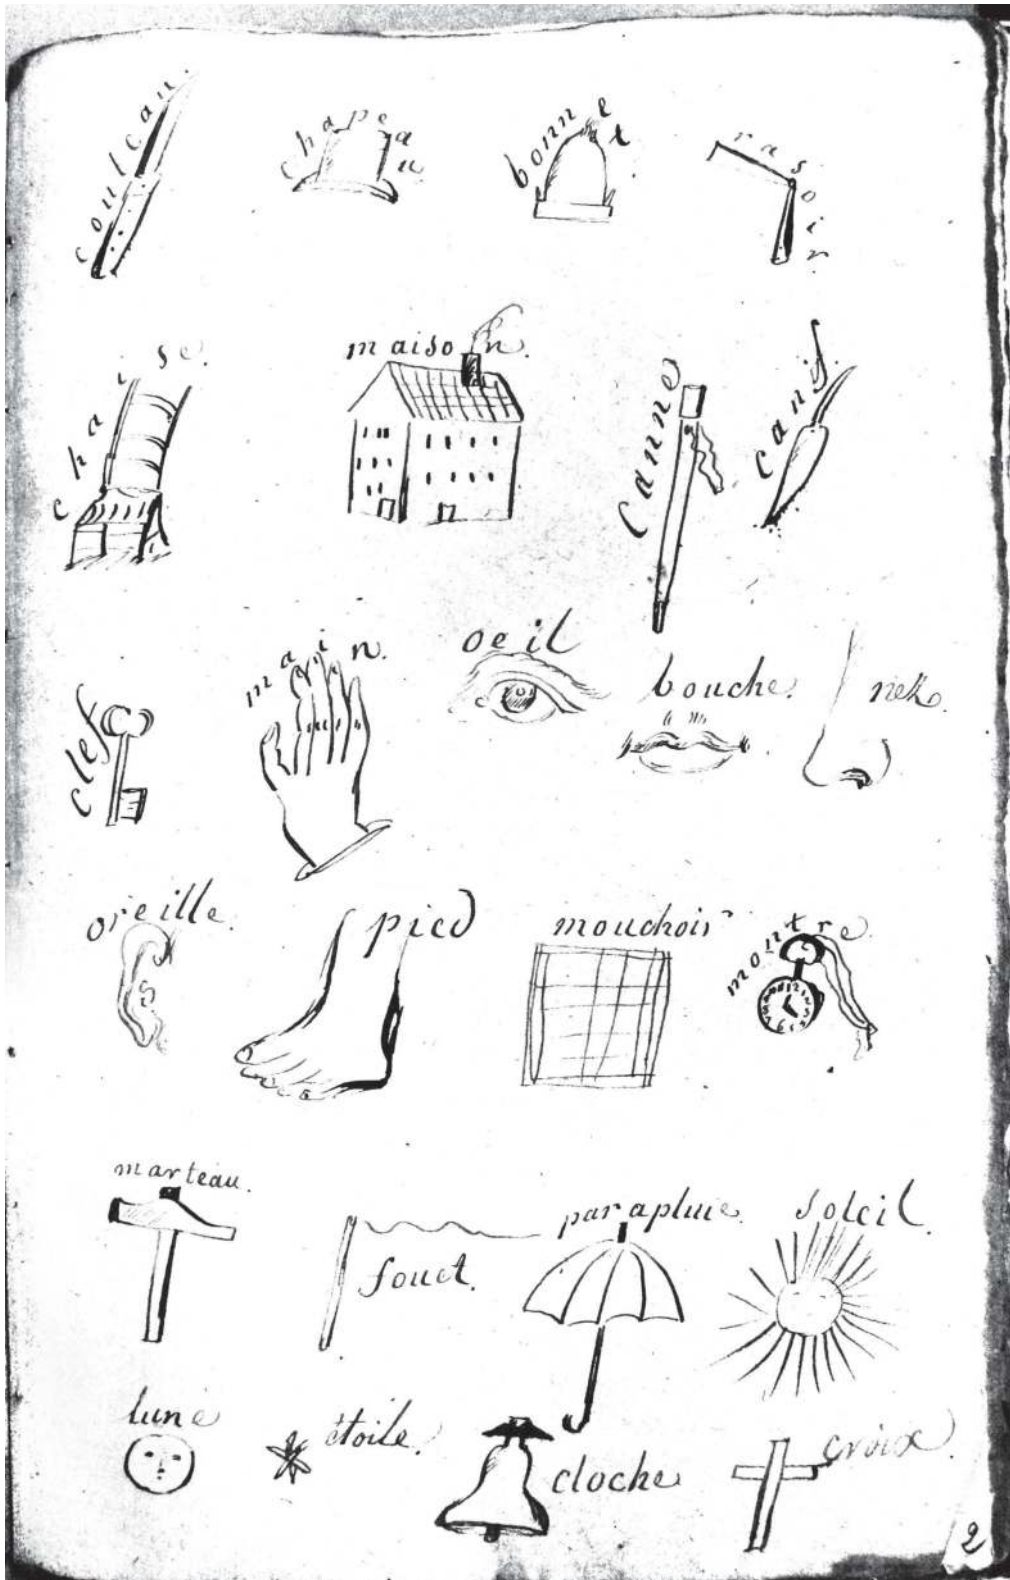 coulcau.
chapeau.
bonnet
rasoir
chaise.
maison.
canne
canif
clef
main.
oeil
bouche.
nez.
oreille.
pied
mouchoir
montre.
marteau.
fouet.
parapluie.
soleil.
lune
étoile.
cloche
croix.
2